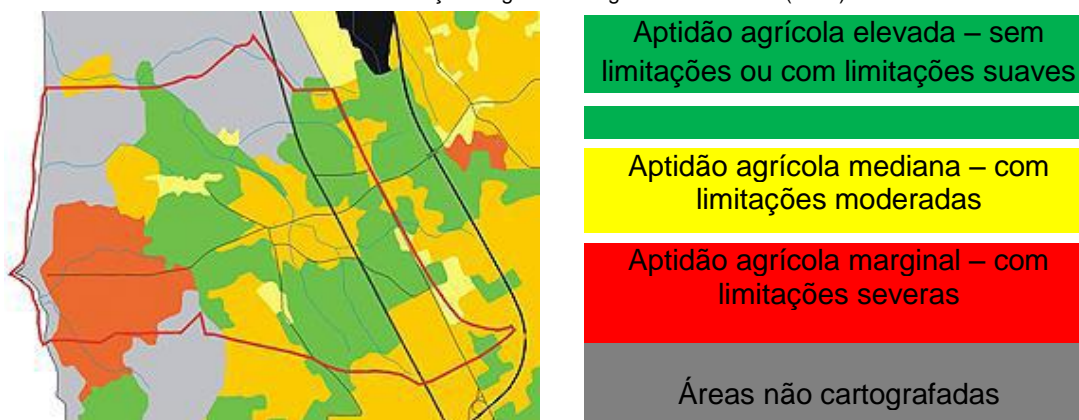 Aptidão agrícola elevada – sem
limitações ou com limitações suaves
Aptidão agrícola mediana – com
limitações moderadas
Aptidão agrícola marginal – com
limitações severas
Áreas não cartografadas